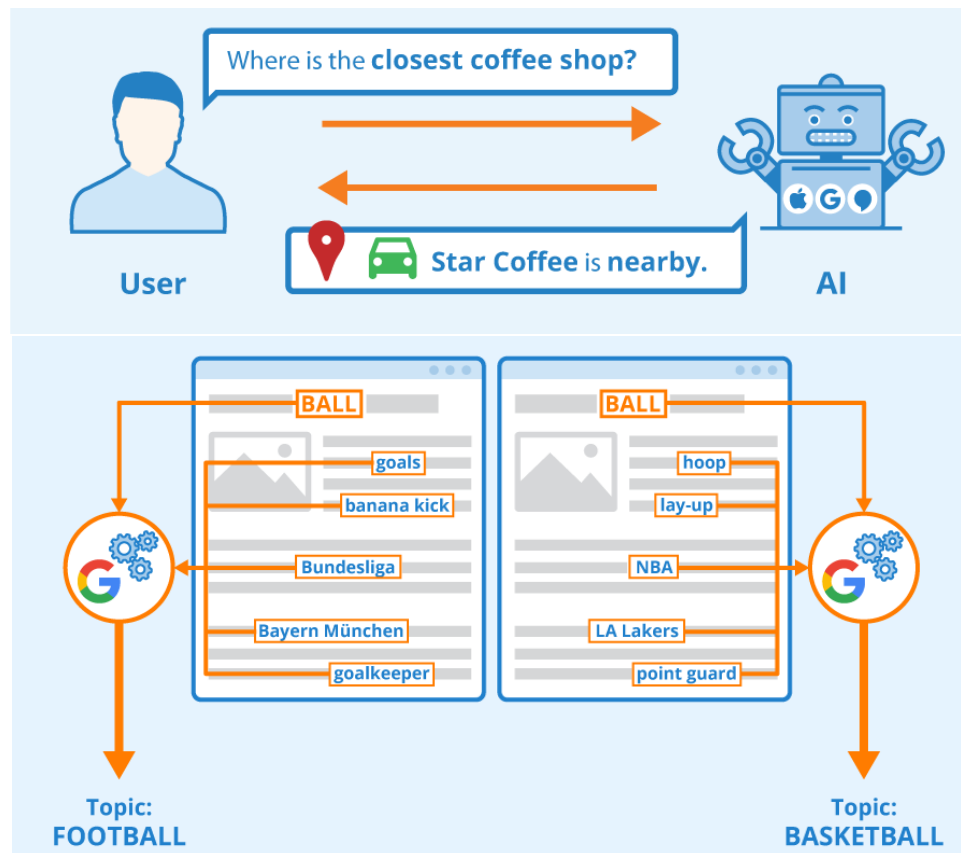 Where is the closest coffee shop?
Star Coffee is nearby.
User
AI
BALL
goals
banana kick
Bundesliga
Bayern München
goalkeeper
BALL
hoop
lay-up
NBA
LA Lakers
point guard
G
G
G
Topic:
FOOTBALL
Topic:
BASKETBALL